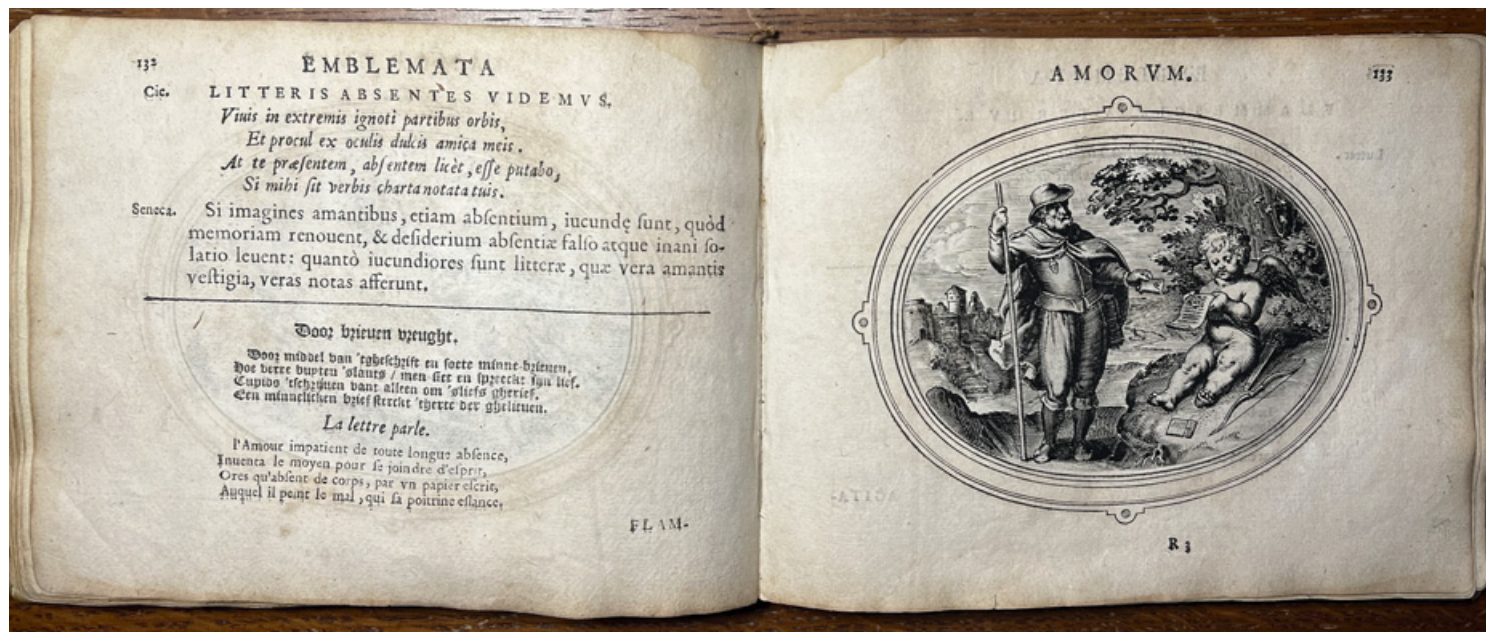 132
EMBLEMATA
Cic. LITTERIS ABSENTES VIDEMVS.
Viuis in extremis ignoti partibus orbis,
Et procul ex oculis dulcis amica meis.
At te præsentem, absentem licèt, esse putabo,
Si mihi sit verbis charta notata tuis.
Seneca. Si imagines amantibus, etiam absentium, iucundę sunt, quòd
memoriam renouent, & desiderium absentiæ falso atque inani so-
latio leuent: quantò iucundiores sunt litteræ, quæ vera amantis
vestigia, veras notas afferunt.
Door brieuen vreught.
Door middel van 'tgheschrift en soete minne-brieuen,
Hoe verre buyten 'slants / men siet en spreeckt sijn lief.
Cupido 'tschrijuen vant alleen om 'sliefs gherief.
Een minnelicken brief sterckt 'therte der ghelieuen.
La lettre parle.
l'Amour impatient de toute longue absence,
Inuenta le moyen pour se joindre d'esprit,
Ores qu'absent de corps, par vn papier escrit,
Auquel il peint le mal, qui sa poitrine eslance.
FLAM-
AMORVM.
133
R 3